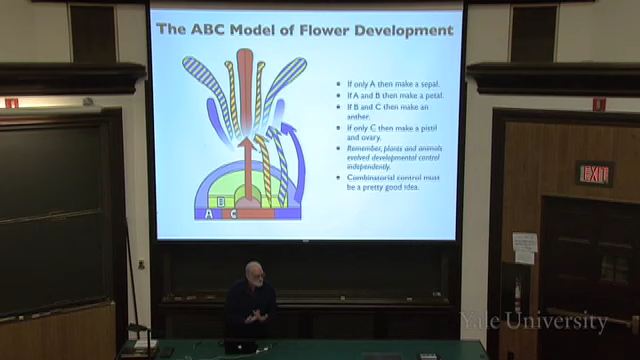 The ABC Model of Flower Development
If only A then make a sepal.
If A and B then make a petal.
If B and C then make an
anther.
If only C then make a pistil
and ovary.
Remember, plants and animals
evolved developmental control
independently.
Combinatorial control must
be a pretty good idea.
B
A C
EXIT
Yale University